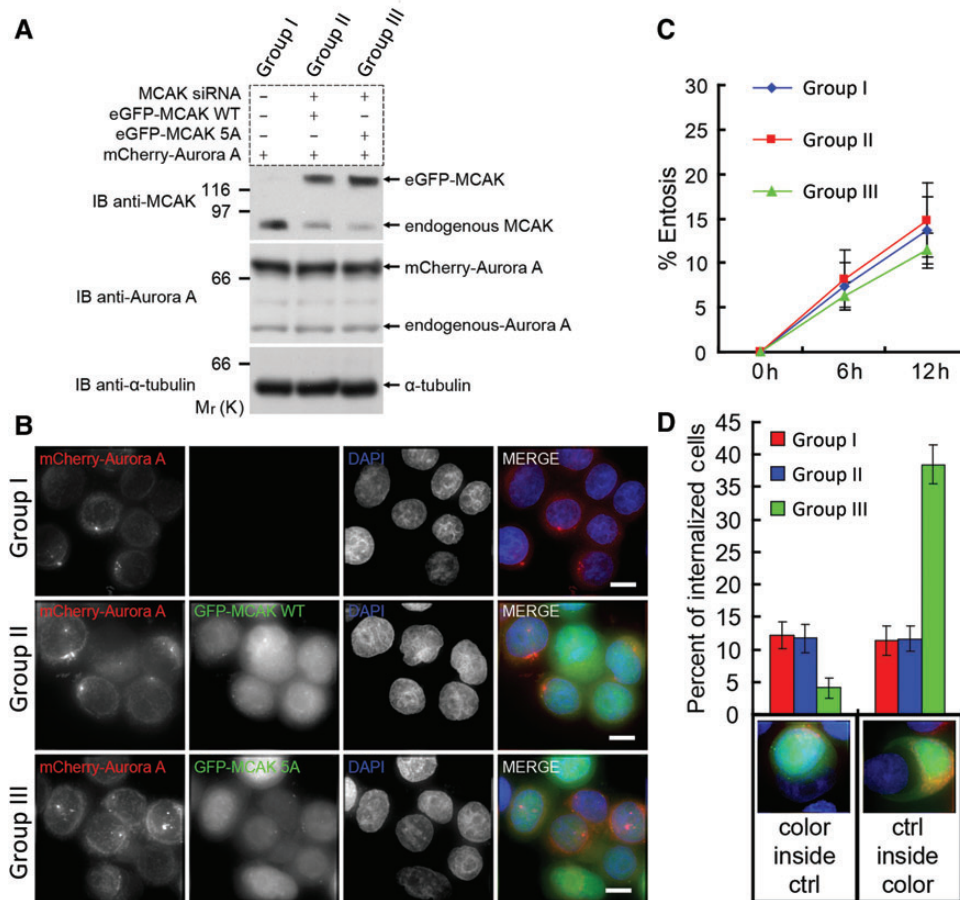 A
Group I
Group II
Group III
MCAK siRNA - + +
eGFP-MCAK WT - + -
eGFP-MCAK 5A - - +
mCherry-Aurora A + + +
IB anti-MCAK
116
97
eGFP-MCAK
endogenous MCAK
IB anti-Aurora A
66
mCherry-Aurora A
endogenous-Aurora A
IB anti-α-tubulin
66
α-tubulin
Mr (K)
B
Group I
mCherry-Aurora A
DAPI
MERGE
Group II
mCherry-Aurora A
GFP-MCAK WT
DAPI
MERGE
Group III
mCherry-Aurora A
GFP-MCAK 5A
DAPI
MERGE
C
% Entosis
30
25
20
15
10
5
0
0h
6h
12h
Group I
Group II
Group III
D
Percent of internalized cells
45
40
35
30
25
20
15
10
5
0
Group I
Group II
Group III
color
inside
ctrl
ctrl
inside
color